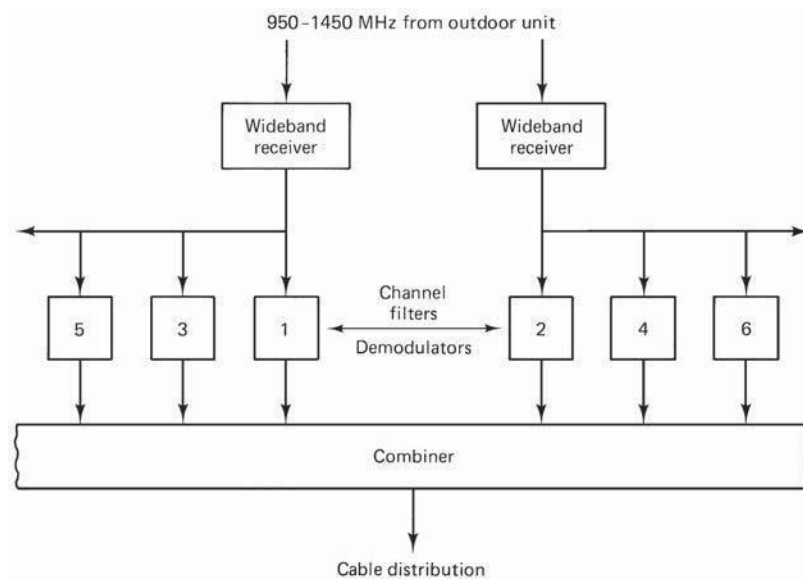 950–1450 MHz from outdoor unit
Wideband
receiver
Wideband
receiver
Channel
filters
Demodulators
5
3
1
2
4
6
Combiner
Cable distribution